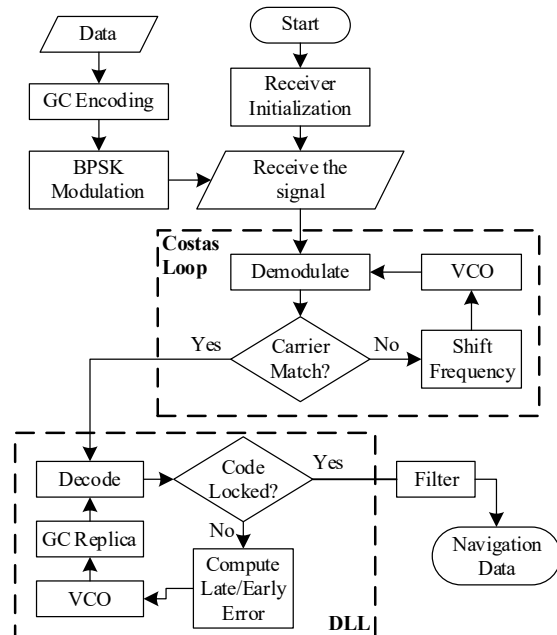 Data
Start
GC Encoding
Receiver
Initialization
BPSK
Modulation
Receive the
signal
Costas
Loop
Demodulate
VCO
Carrier
Match?
Yes
No
Shift
Frequency
Decode
Code
Locked?
Yes
Filter
No
GC Replica
Compute
Late/Early
Error
VCO
Navigation
Data
DLL